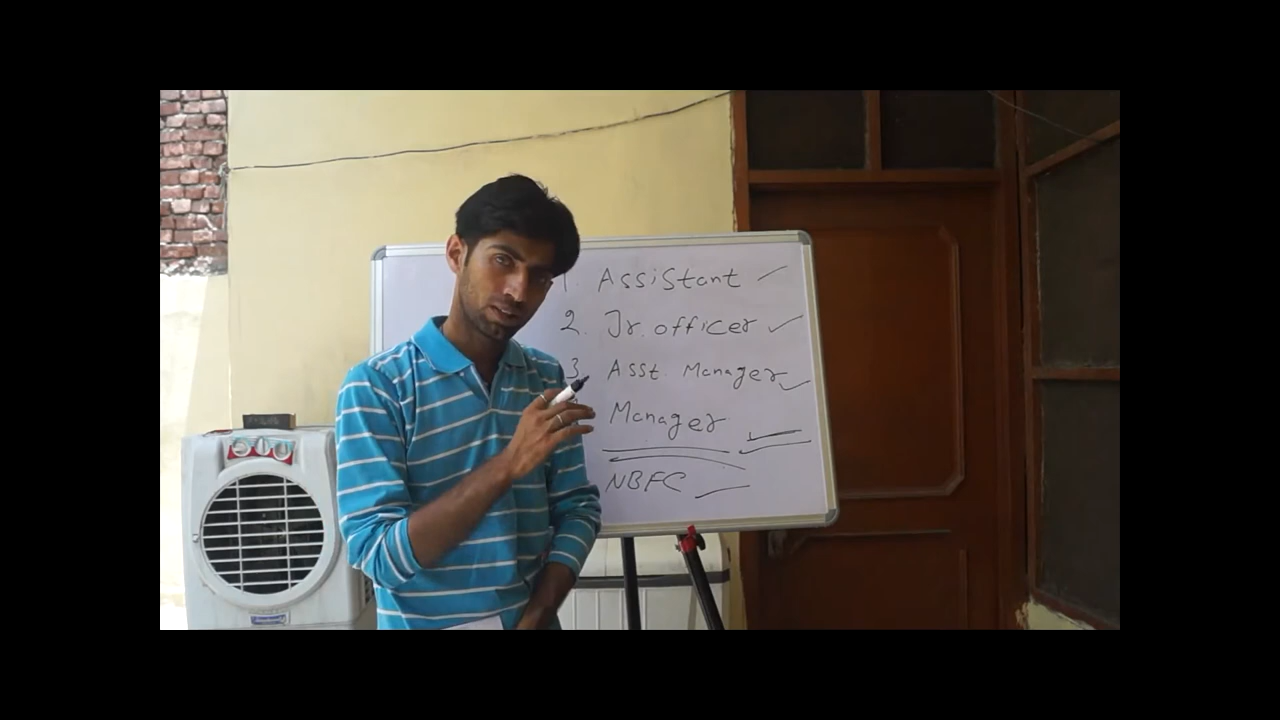 1. Assistant
2. Jr. officer
3 Asst. Manager
Manager
NBFC